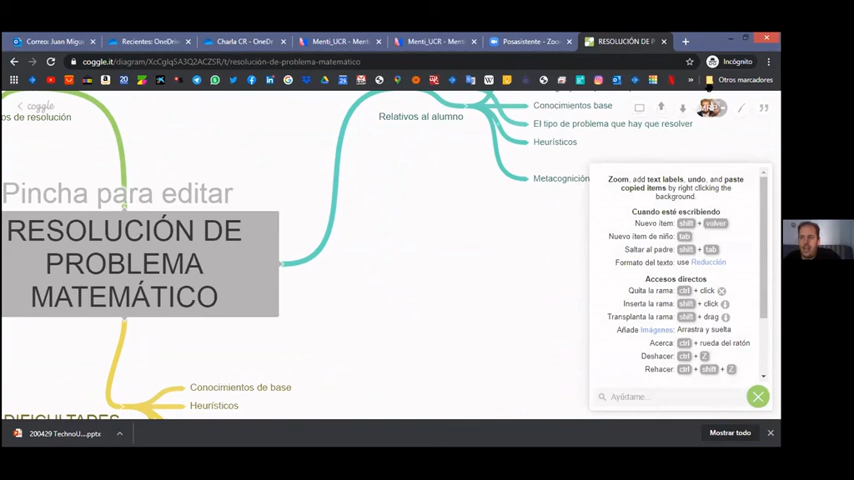 Correo: Juan Migu
Recientes: OneDriv
Charla CR - OneDri
Menti_UCR - Menti
Menti_UCR - Menti
Posasistente - Zoo
RESOLUCIÓN DE P
coggle.it/diagram/XcCglqS5A3Q2ACZSR/t/resolución-de-problema-matemático
Incógnito
Otros marcadores
coggle
os de resolución
Relativos al alumno
Conocimientos base
El tipo de problema que hay que resolver
Heurísticos
Metacognición
Pincha para editar
RESOLUCIÓN DE
PROBLEMA
MATEMÁTICO
Conocimientos de base
Heurísticos
DIFICULTADES
Zoom, add text labels, undo, and paste
copied items by right clicking the
background.
Cuando esté escribiendo
Nuevo ítem: shift + volver
Nuevo ítem de niño: tab
Saltar al padre: shift + tab
Formato del texto: use Reducción
Accesos directos
Quita la rama: ctrl + click
Inserta la rama: shift + click
Transplanta la rama: shift + drag
Añade Imágenes: Arrastra y suelta
Acerca: ctrl + rueda del ratón
Deshacer: ctrl + Z
Rehacer: ctrl + shift + Z
Ayúdame...
200429 TechnoU....pptx
Mostrar todo